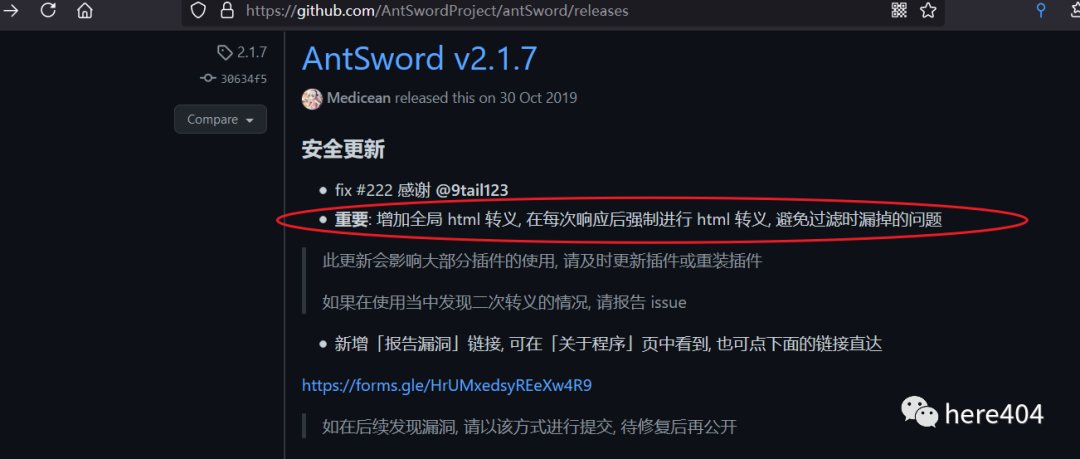 https://github.com/AntSwordProject/antSword/releases
2.1.7
30634f5
Compare
AntSword v2.1.7
Medicean released this on 30 Oct 2019
安全更新
fix #222 感谢 @9tail123
重要: 增加全局 html 转义, 在每次响应后强制进行 html 转义, 避免过滤时漏掉的问题
此更新会影响大部分插件的使用, 请及时更新插件或重装插件
如果在使用当中发现二次转义的情况, 请报告 issue
新增「报告漏洞」链接, 可在「关于程序」页中看到, 也可点下面的链接直达
https://forms.gle/HrUMxedsyREeXw4R9
如在后续发现漏洞, 请以该方式进行提交, 待修复后再公开
here404